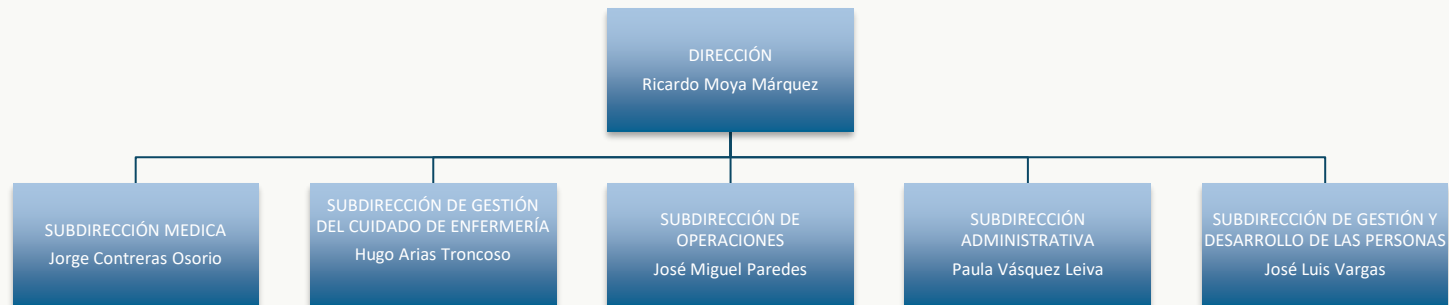 DIRECCIÓN
Ricardo Moya Márquez
SUBDIRECCIÓN MEDICA
Jorge Contreras Osorio
SUBDIRECCIÓN DE GESTIÓN
DEL CUIDADO DE ENFERMERÍA
Hugo Arias Troncoso
SUBDIRECCIÓN DE
OPERACIONES
José Miguel Paredes
SUBDIRECCIÓN
ADMINISTRATIVA
Paula Vásquez Leiva
SUBDIRECCIÓN DE GESTIÓN Y
DESARROLLO DE LAS PERSONAS
José Luis Vargas